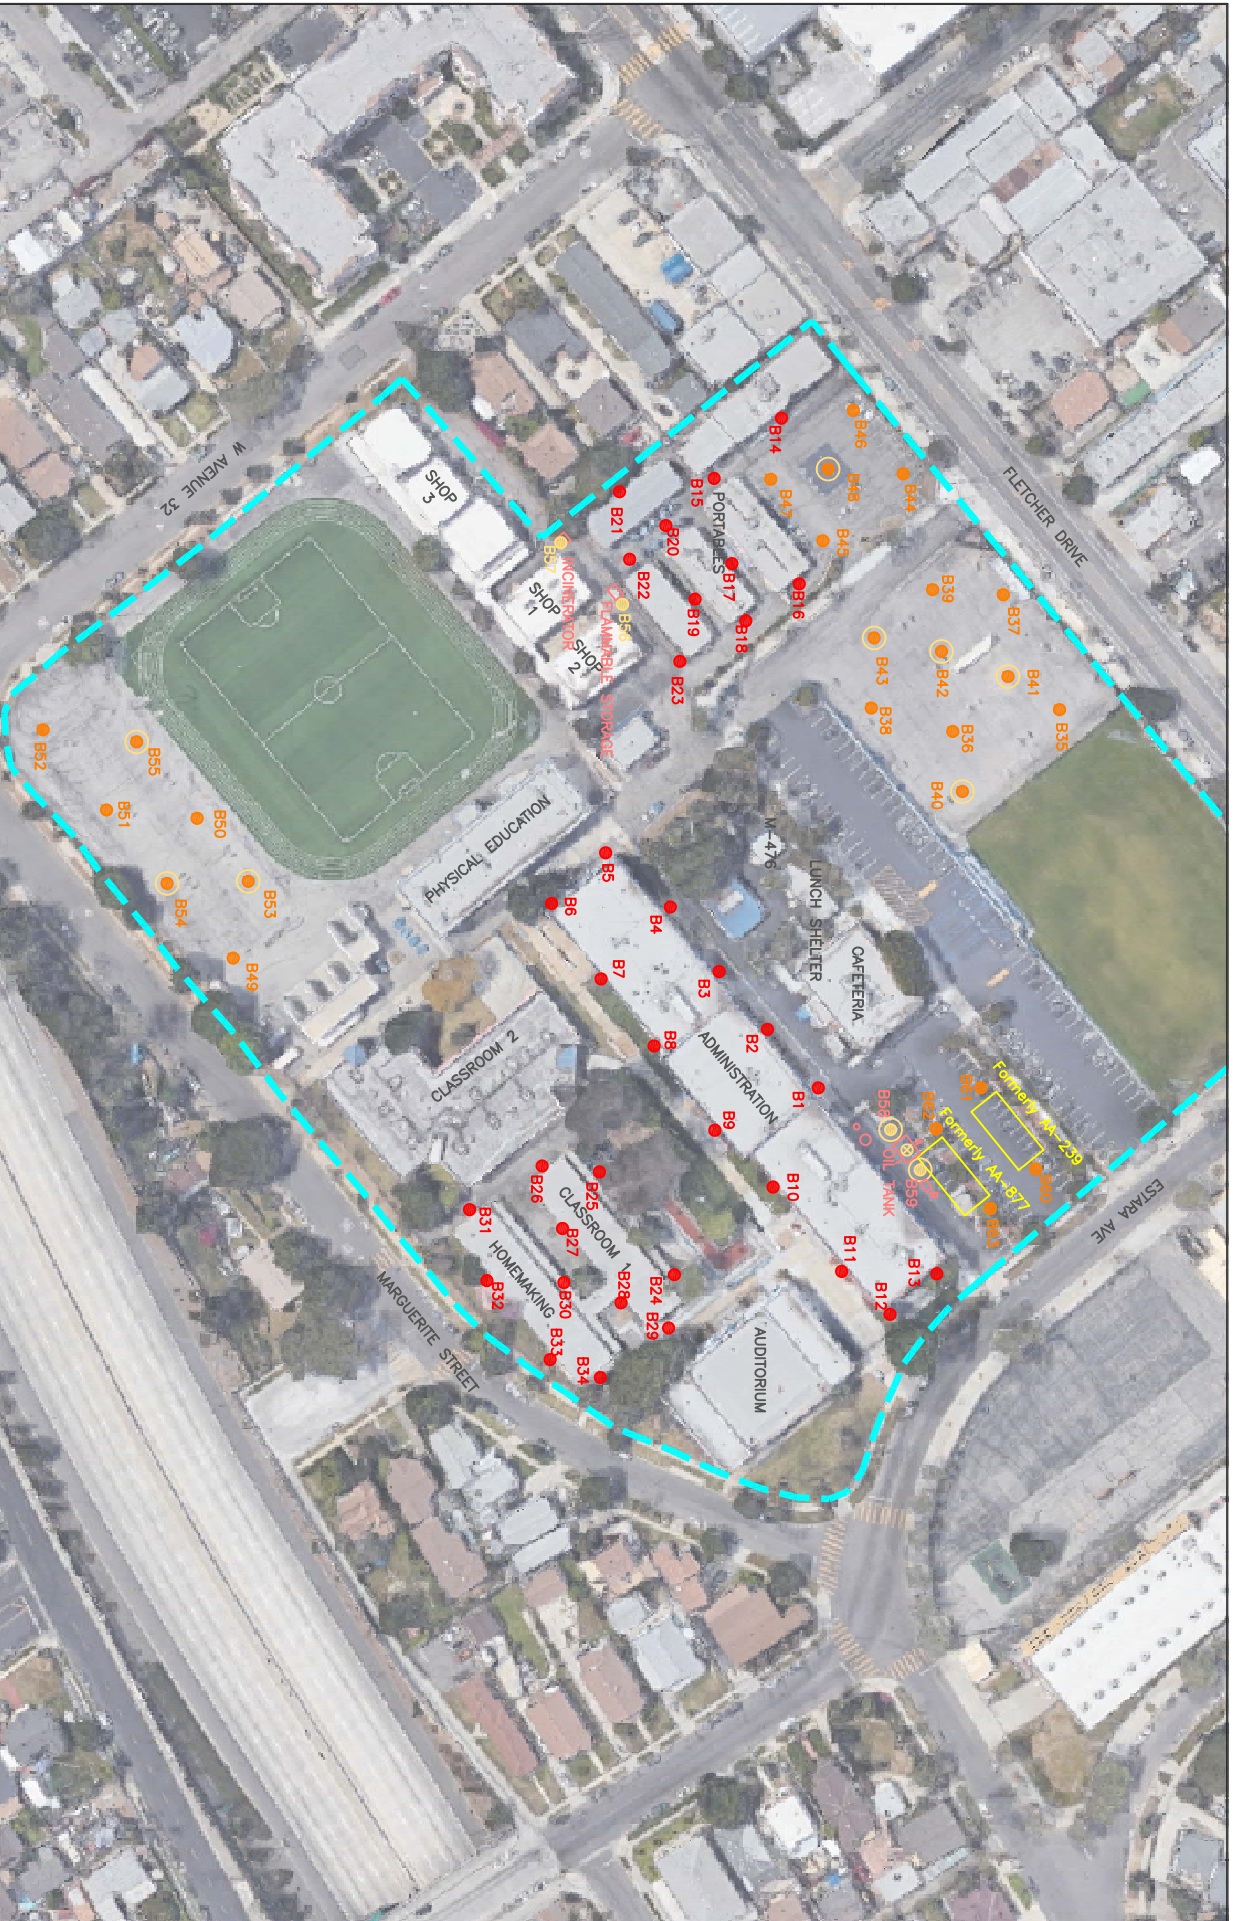 FLETCHER DRIVE
W AVENUE 32
ESTARA AVE
MARGUERITE STREET
B46
B44
B14
B48
B47
B45
B15
PORTABLES
B21
B20
B17
B16
B22
B19
B18
B23
B39
B37
B43
B42
B41
B38
B36
B35
B40
SHOP
3
SHOP
1
SHOP
2
B57
INCINERATOR
FLAMMABLE STORAGE
B52
B55
B51
B50
B54
B53
B49
PHYSICAL EDUCATION
M-476
LUNCH SHELTER
CAFETERIA
B5
B6
B4
B7
B3
B8
B2
ADMINISTRATION
B1
B9
B10
B11
B12
B13
CLASSROOM 2
B61
B62
B60
B63
B58
B59
OIL TANK
Formerly AA-239
Formerly AA-877
B26
B25
CLASSROOM 1
B27
B31
HOMEMAKING
B32
B30
B28
B24
B29
B33
B34
AUDITORIUM